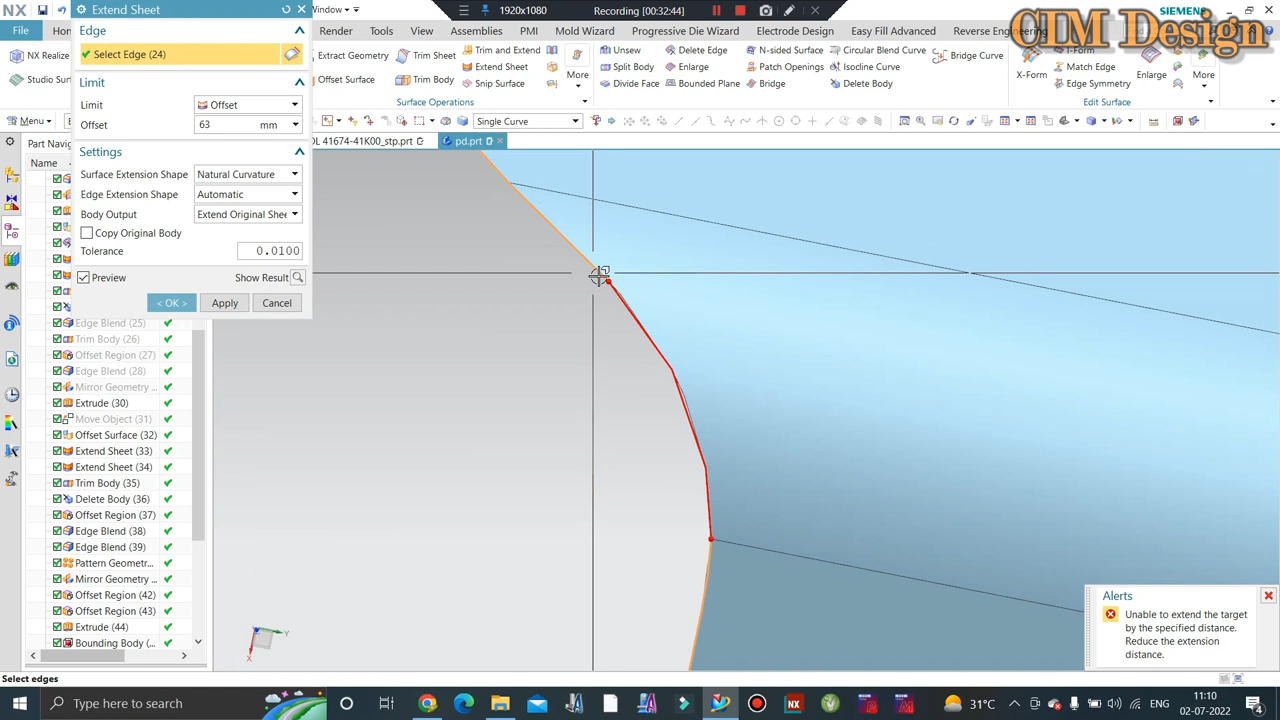 NX
Extend Sheet
Window
1920x1080
Recording [00:32:44]
SIEMENS
CIM Design
File
Render
Tools
View
Assemblies
PMI
Mold Wizard
Progressive Die Wizard
Electrode Design
Easy Fill Advanced
Reverse Engineering
Edge
Select Edge (24)
NX Realize
Extract Geometry
Trim Sheet
Trim and Extend
Unsew
Delete Edge
N-sided Surface
Circular Blend Curve
Bridge Curve
Extend Sheet
Split Body
Enlarge
Patch Openings
Isocline Curve
X-Form
Match Edge
Enlarge
More
Studio Su
Offset Surface
Trim Body
Snip Surface
More
Divide Face
Bounded Plane
Bridge
Edge Symmetry
Surface Operations
Edit Surface
Limit
Limit
Offset
Offset
63
mm
Menu
Single Curve
OL 41674-41K00_stp.prt
pd.prt
Part Navig
Name
Settings
Surface Extension Shape
Natural Curvature
Edge Extension Shape
Automatic
Body Output
Extend Original Shee
Copy Original Body
Tolerance
0.0100
Preview
Show Result
< OK >
Apply
Cancel
Edge Blend (25)
Trim Body (26)
Offset Region (27)
Edge Blend (28)
Mirror Geometry ...
Extrude (30)
Move Object (31)
Offset Surface (32)
Extend Sheet (33)
Extend Sheet (34)
Trim Body (35)
Delete Body (36)
Offset Region (37)
Edge Blend (38)
Edge Blend (39)
Pattern Geometr...
Mirror Geometry ...
Offset Region (42)
Offset Region (43)
Extrude (44)
Bounding Body (...
Y
X
Alerts
Unable to extend the target
by the specified distance.
Reduce the extension
distance.
Select edges
Type here to search
31°C
ENG
11:10
02-07-2022